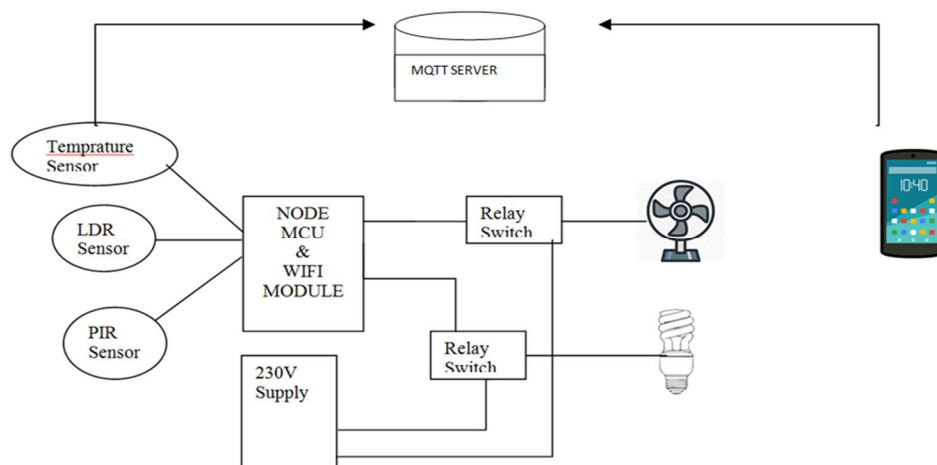 MQTT SERVER
Temprature
Sensor
LDR
Sensor
PIR
Sensor
NODE
MCU
&
WIFI
MODULE
Relay
Switch
Relay
Switch
230V
Supply
10:40